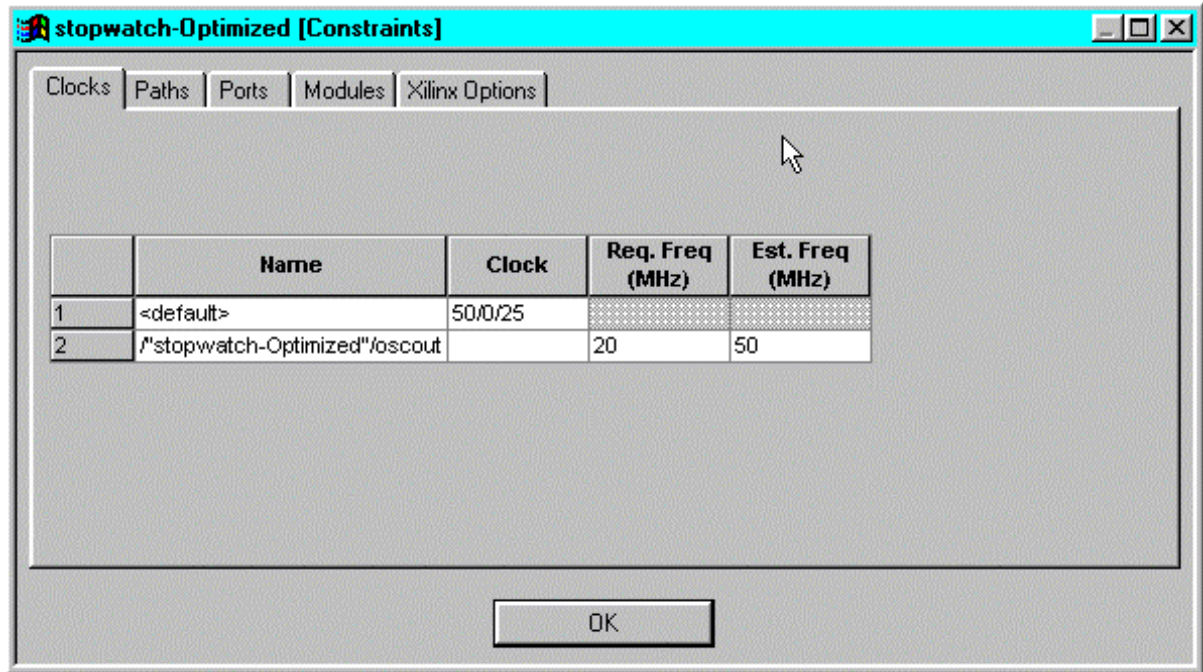 stopwatch-Optimized [Constraints]
Clocks Paths Ports Modules Xilinx Options
Name Clock Req. Freq (MHz) Est. Freq (MHz)
1 <default> 50/0/25
2 /"stopwatch-Optimized"/oscout 20 50
OK